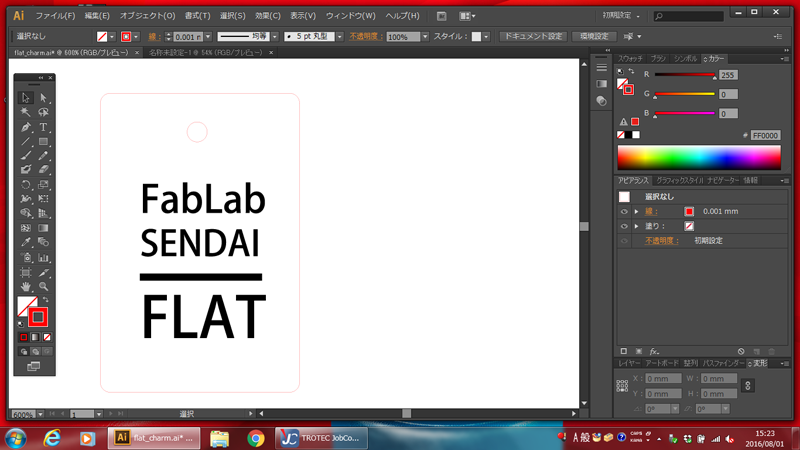 Ai ファイル(F) 編集(E) オブジェクト(O) 書式(T) 選択(S) 効果(C) 表示(V) ウィンドウ(W) ヘルプ(H) Br 初期設定
選択なし 線: 0.001 m 均等 5 pt 丸型 不透明度: 100% スタイル: ドキュメント設定 環境設定
flat_charm.ai* @ 600% (RGB/プレビュー) × 名称未設定-1 @ 54% (RGB/プレビュー) ×
FabLab
SENDAI
FLAT
スウォッチ ブラシ シンボル カラー
R 255
G 0
B 0
# FF0000
アピアランス グラフィックスタイル ナビゲーター 情報
選択なし
線: 0.001 mm
塗り:
不透明度: 初期設定
fx
レイヤー アートボード 整列 パスファインダー 変形
X: 0 mm W: 0 mm
Y: 0 mm H: 0 mm
0° 0°
600% 1 選択
Ai flat_charm.ai* ... JC TROTEC JobCo... A 般 CAPS KANA 15:23
2016/08/01